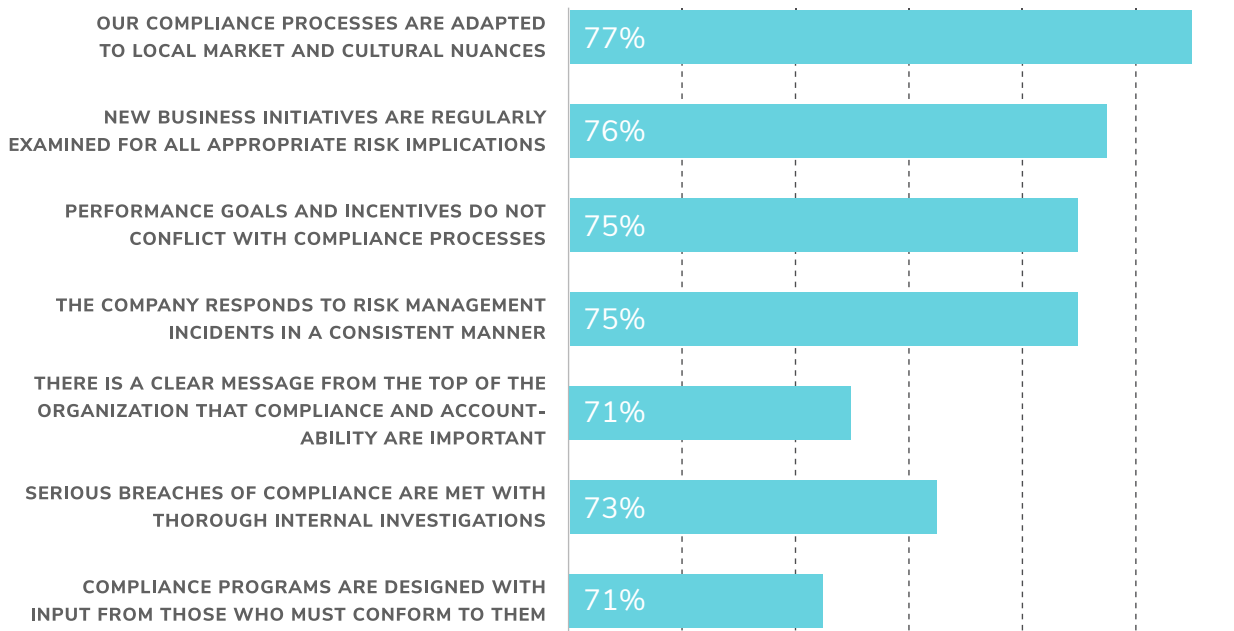 OUR COMPLIANCE PROCESSES ARE ADAPTED
TO LOCAL MARKET AND CULTURAL NUANCES
77%
NEW BUSINESS INITIATIVES ARE REGULARLY
EXAMINED FOR ALL APPROPRIATE RISK IMPLICATIONS
76%
PERFORMANCE GOALS AND INCENTIVES DO NOT
CONFLICT WITH COMPLIANCE PROCESSES
75%
THE COMPANY RESPONDS TO RISK MANAGEMENT
INCIDENTS IN A CONSISTENT MANNER
75%
THERE IS A CLEAR MESSAGE FROM THE TOP OF THE
ORGANIZATION THAT COMPLIANCE AND ACCOUNT-
ABILITY ARE IMPORTANT
71%
SERIOUS BREACHES OF COMPLIANCE ARE MET WITH
THOROUGH INTERNAL INVESTIGATIONS
73%
COMPLIANCE PROGRAMS ARE DESIGNED WITH
INPUT FROM THOSE WHO MUST CONFORM TO THEM
71%